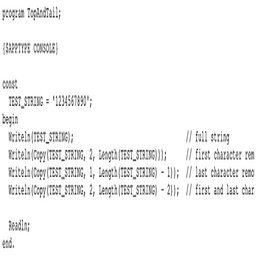 program TopAndTail;
{$APPTYPE CONSOLE}
const
TEST_STRING = '1234567890';
begin
Writeln(TEST_STRING); // full string
Writeln(Copy(TEST_STRING, 2, Length(TEST_STRING))); // first character rem
Writeln(Copy(TEST_STRING, 1, Length(TEST_STRING) - 1)); // last character remo
Writeln(Copy(TEST_STRING, 2, Length(TEST_STRING) - 2)); // first and last char
Readln;
end.